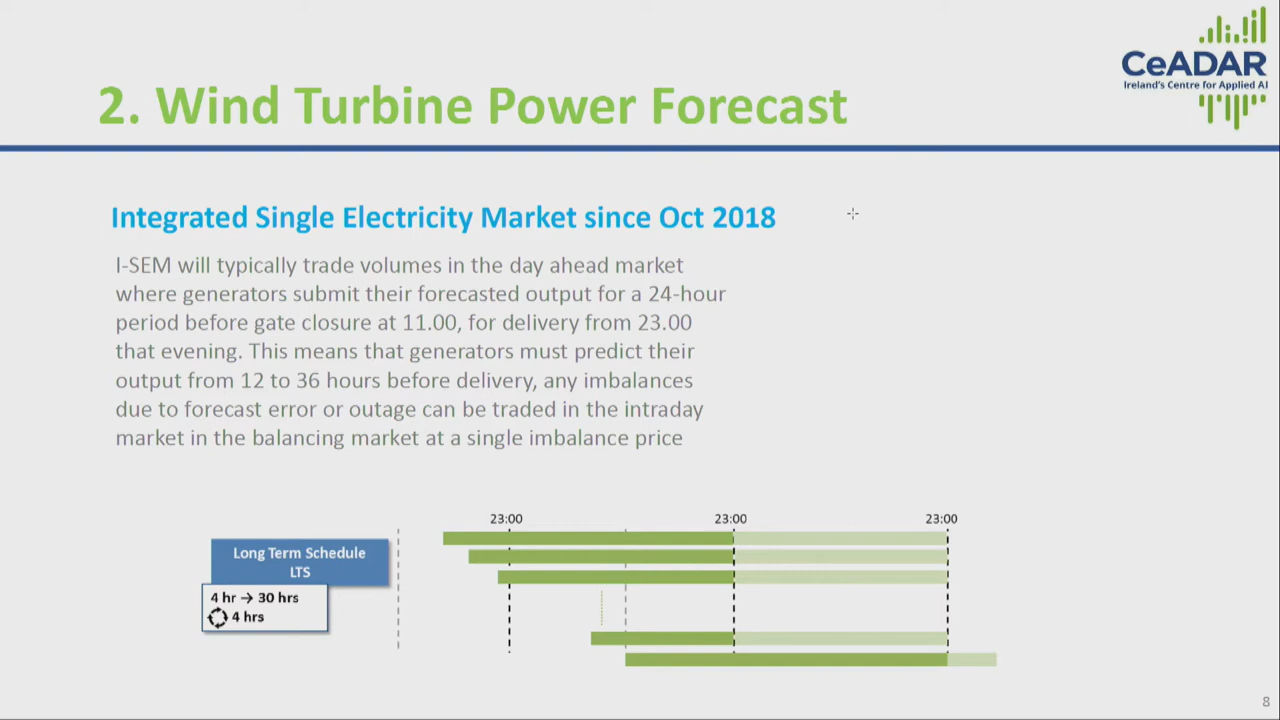 CeADAR
Ireland's Centre for Applied AI
2. Wind Turbine Power Forecast
Integrated Single Electricity Market since Oct 2018
I-SEM will typically trade volumes in the day ahead market
where generators submit their forecasted output for a 24-hour
period before gate closure at 11.00, for delivery from 23.00
that evening. This means that generators must predict their
output from 12 to 36 hours before delivery, any imbalances
due to forecast error or outage can be traded in the intraday
market in the balancing market at a single imbalance price
23:00 23:00 23:00
Long Term Schedule
LTS
4 hr → 30 hrs
4 hrs
8